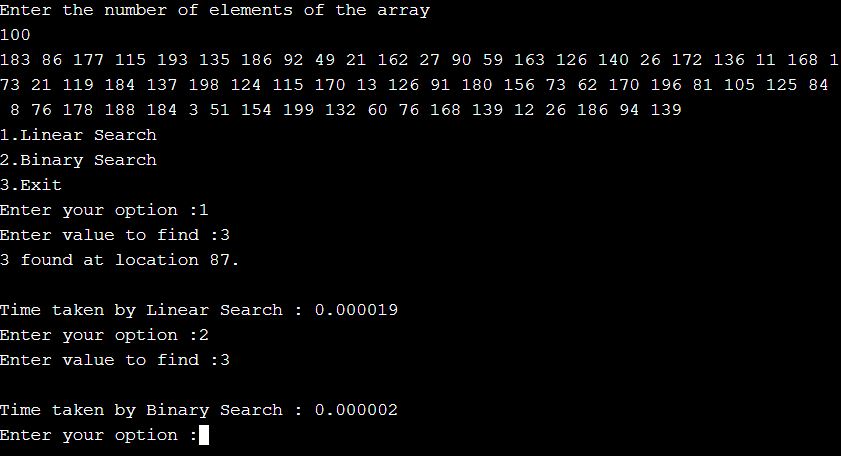 Enter the number of elements of the array
100
183 86 177 115 193 135 186 92 49 21 162 27 90 59 163 126 140 26 172 136 11 168 1
73 21 119 184 137 198 124 115 170 13 126 91 180 156 73 62 170 196 81 105 125 84
8 76 178 188 184 3 51 154 199 132 60 76 168 139 12 26 186 94 139
1.Linear Search
2.Binary Search
3.Exit
Enter your option :1
Enter value to find :3
3 found at location 87.
Time taken by Linear Search : 0.000019
Enter your option :2
Enter value to find :3
Time taken by Binary Search : 0.000002
Enter your option :